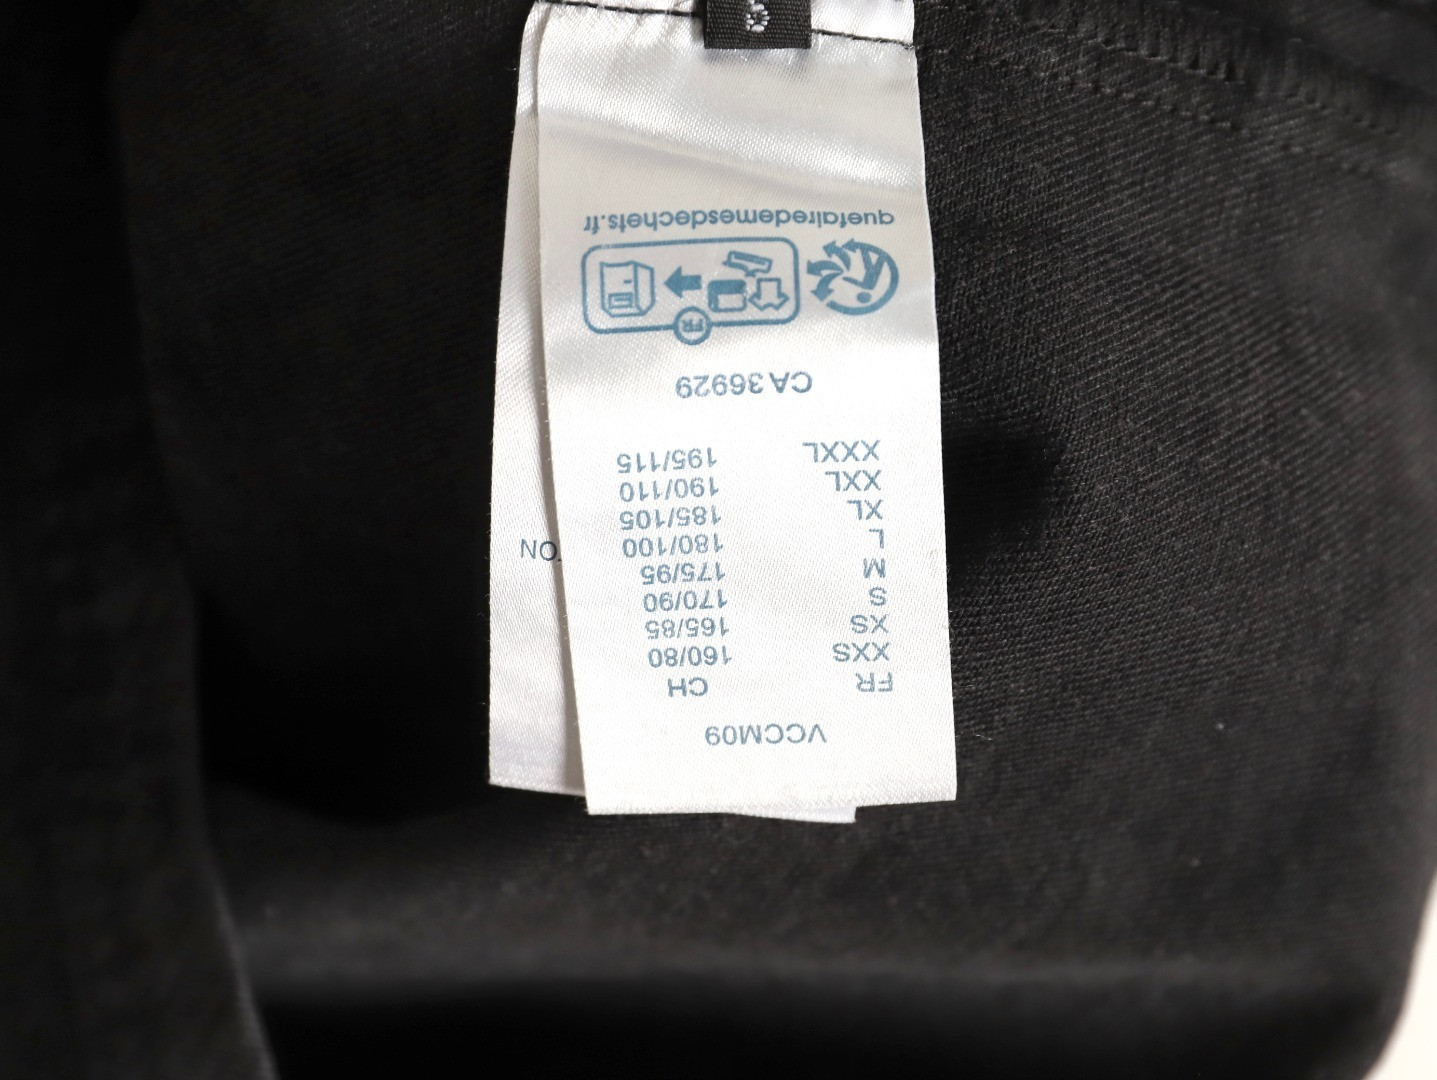 VCCM09
FR CH
XXS 160/80
XS 165/85
S 170/90
M 175/95
L 180/100
XL 185/105
XXL 190/110
XXXL 195/115
CA 36929
FR
quefairedemesdechets.fr